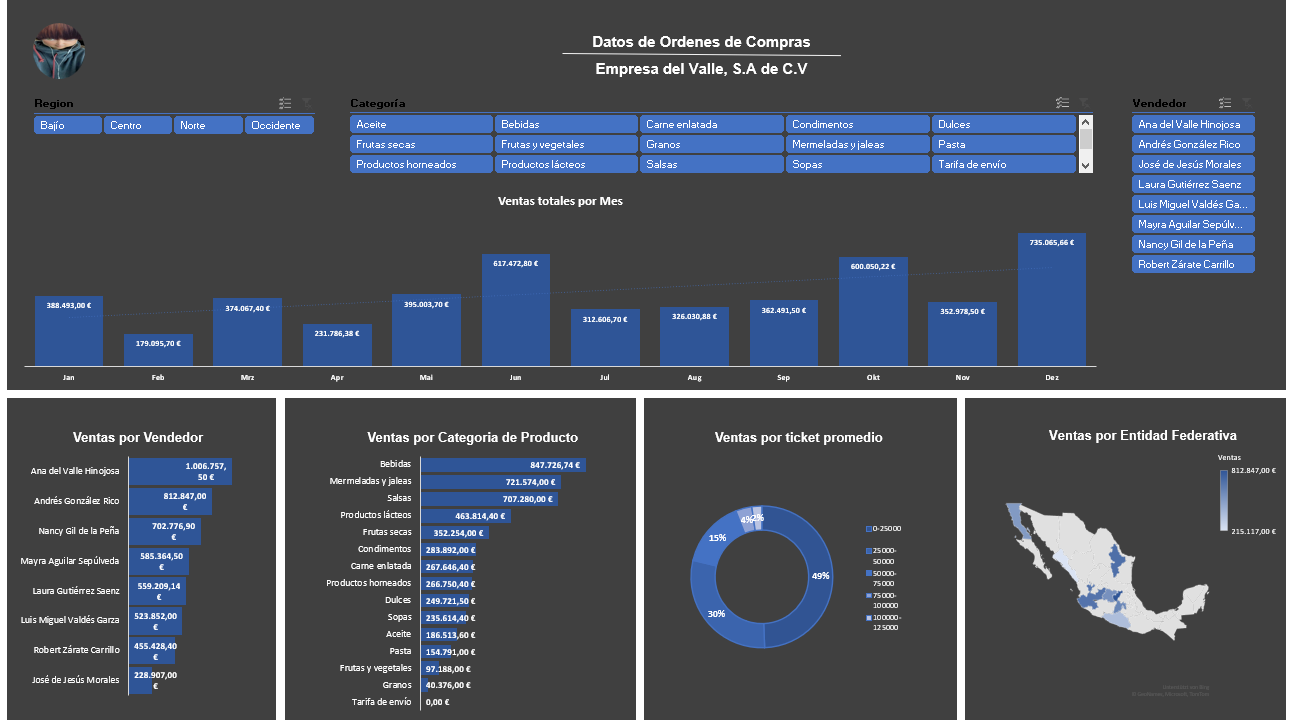 Datos de Ordenes de Compras
Empresa del Valle, S.A de C.V
Region
Bajío
Centro
Norte
Occidente
Categoría
Aceite
Bebidas
Carne enlatada
Condimentos
Dulces
Frutas secas
Frutas y vegetales
Granos
Mermeladas y jaleas
Pasta
Productos horneados
Productos lácteos
Salsas
Sopas
Tarifa de envío
Vendedor
Ana del Valle Hinojosa
Andrés González Rico
José de Jesús Morales
Laura Gutiérrez Saenz
Luis Miguel Valdés Ga...
Mayra Aguilar Sepúlv...
Nancy Gil de la Peña
Robert Zárate Carrillo
Ventas totales por Mes
388.493,00 €
179.095,70 €
374.067,40 €
231.786,38 €
395.003,70 €
617.472,80 €
312.606,70 €
326.030,88 €
362.491,50 €
600.050,22 €
352.978,50 €
735.065,66 €
Jan
Feb
Mrz
Apr
Mai
Jun
Jul
Aug
Sep
Okt
Nov
Dez
Ventas por Vendedor
Ana del Valle Hinojosa
1.006.757,
50 €
Andrés González Rico
812.847,00
€
Nancy Gil de la Peña
702.776,90
€
Mayra Aguilar Sepúlveda
585.364,50
€
Laura Gutiérrez Saenz
559.209,14
€
Luis Miguel Valdés Garza
523.852,00
€
Robert Zárate Carrillo
455.428,40
€
José de Jesús Morales
228.907,00
€
Ventas por Categoria de Producto
Bebidas
847.726,74 €
Mermeladas y jaleas
721.574,00 €
Salsas
707.280,00 €
Productos lácteos
463.814,40 €
Frutas secas
352.254,00 €
Condimentos
283.892,00 €
Carne enlatada
267.646,40 €
Productos horneados
266.750,40 €
Dulces
249.721,50 €
Sopas
235.614,40 €
Aceite
186.513,60 €
Pasta
154.791,00 €
Frutas y vegetales
97.188,00 €
Granos
40.376,00 €
Tarifa de envío
0,00 €
Ventas por ticket promedio
49%
30%
15%
4%
2%
0-25000
25000-
50000
50000-
75000
75000-
100000
100000-
125000
Ventas por Entidad Federativa
Ventas
812.847,00 €
215.117,00 €